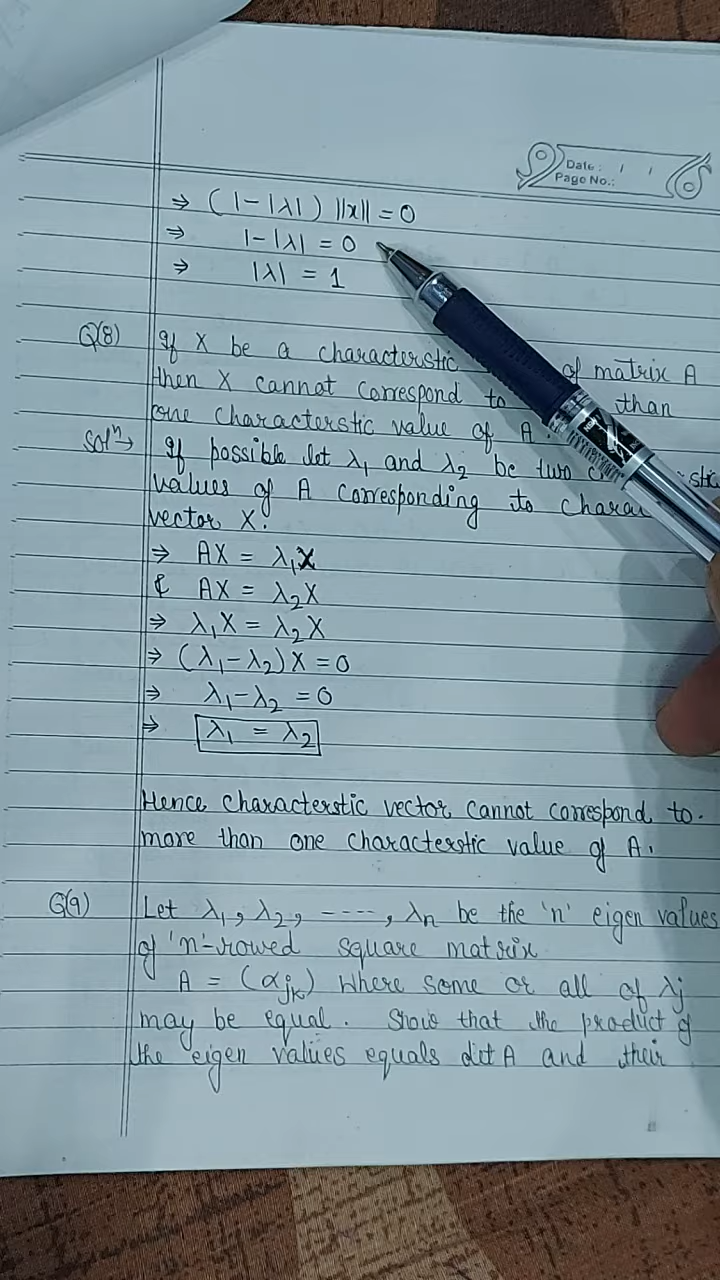 Date: / /
Page No.:
⇒ (1-|λ|) ||x|| = 0
⇒ 1-|λ| = 0
⇒ |λ| = 1
Q(8) If X be a characterstic of matrix A
then X cannot correspond to than
one characterstic value of A.
Solⁿ→ If possible let λ₁ and λ₂ be two stic
values of A corresponding to charac
vector X.
⇒ AX = λ₁X
& AX = λ₂X
⇒ λ₁X = λ₂X
⇒ (λ₁-λ₂)X = 0
⇒ λ₁-λ₂ = 0
⇒ λ₁ = λ₂
Hence characterstic vector cannot correspond to
more than one characterstic value of A.
Q(9) Let λ₁, λ₂, ----, λn be the 'n' eigen values
of 'n'-rowed square matrix
A = (αjk) where some or all of λj
may be equal. Show that the product of
the eigen values equals det A and their